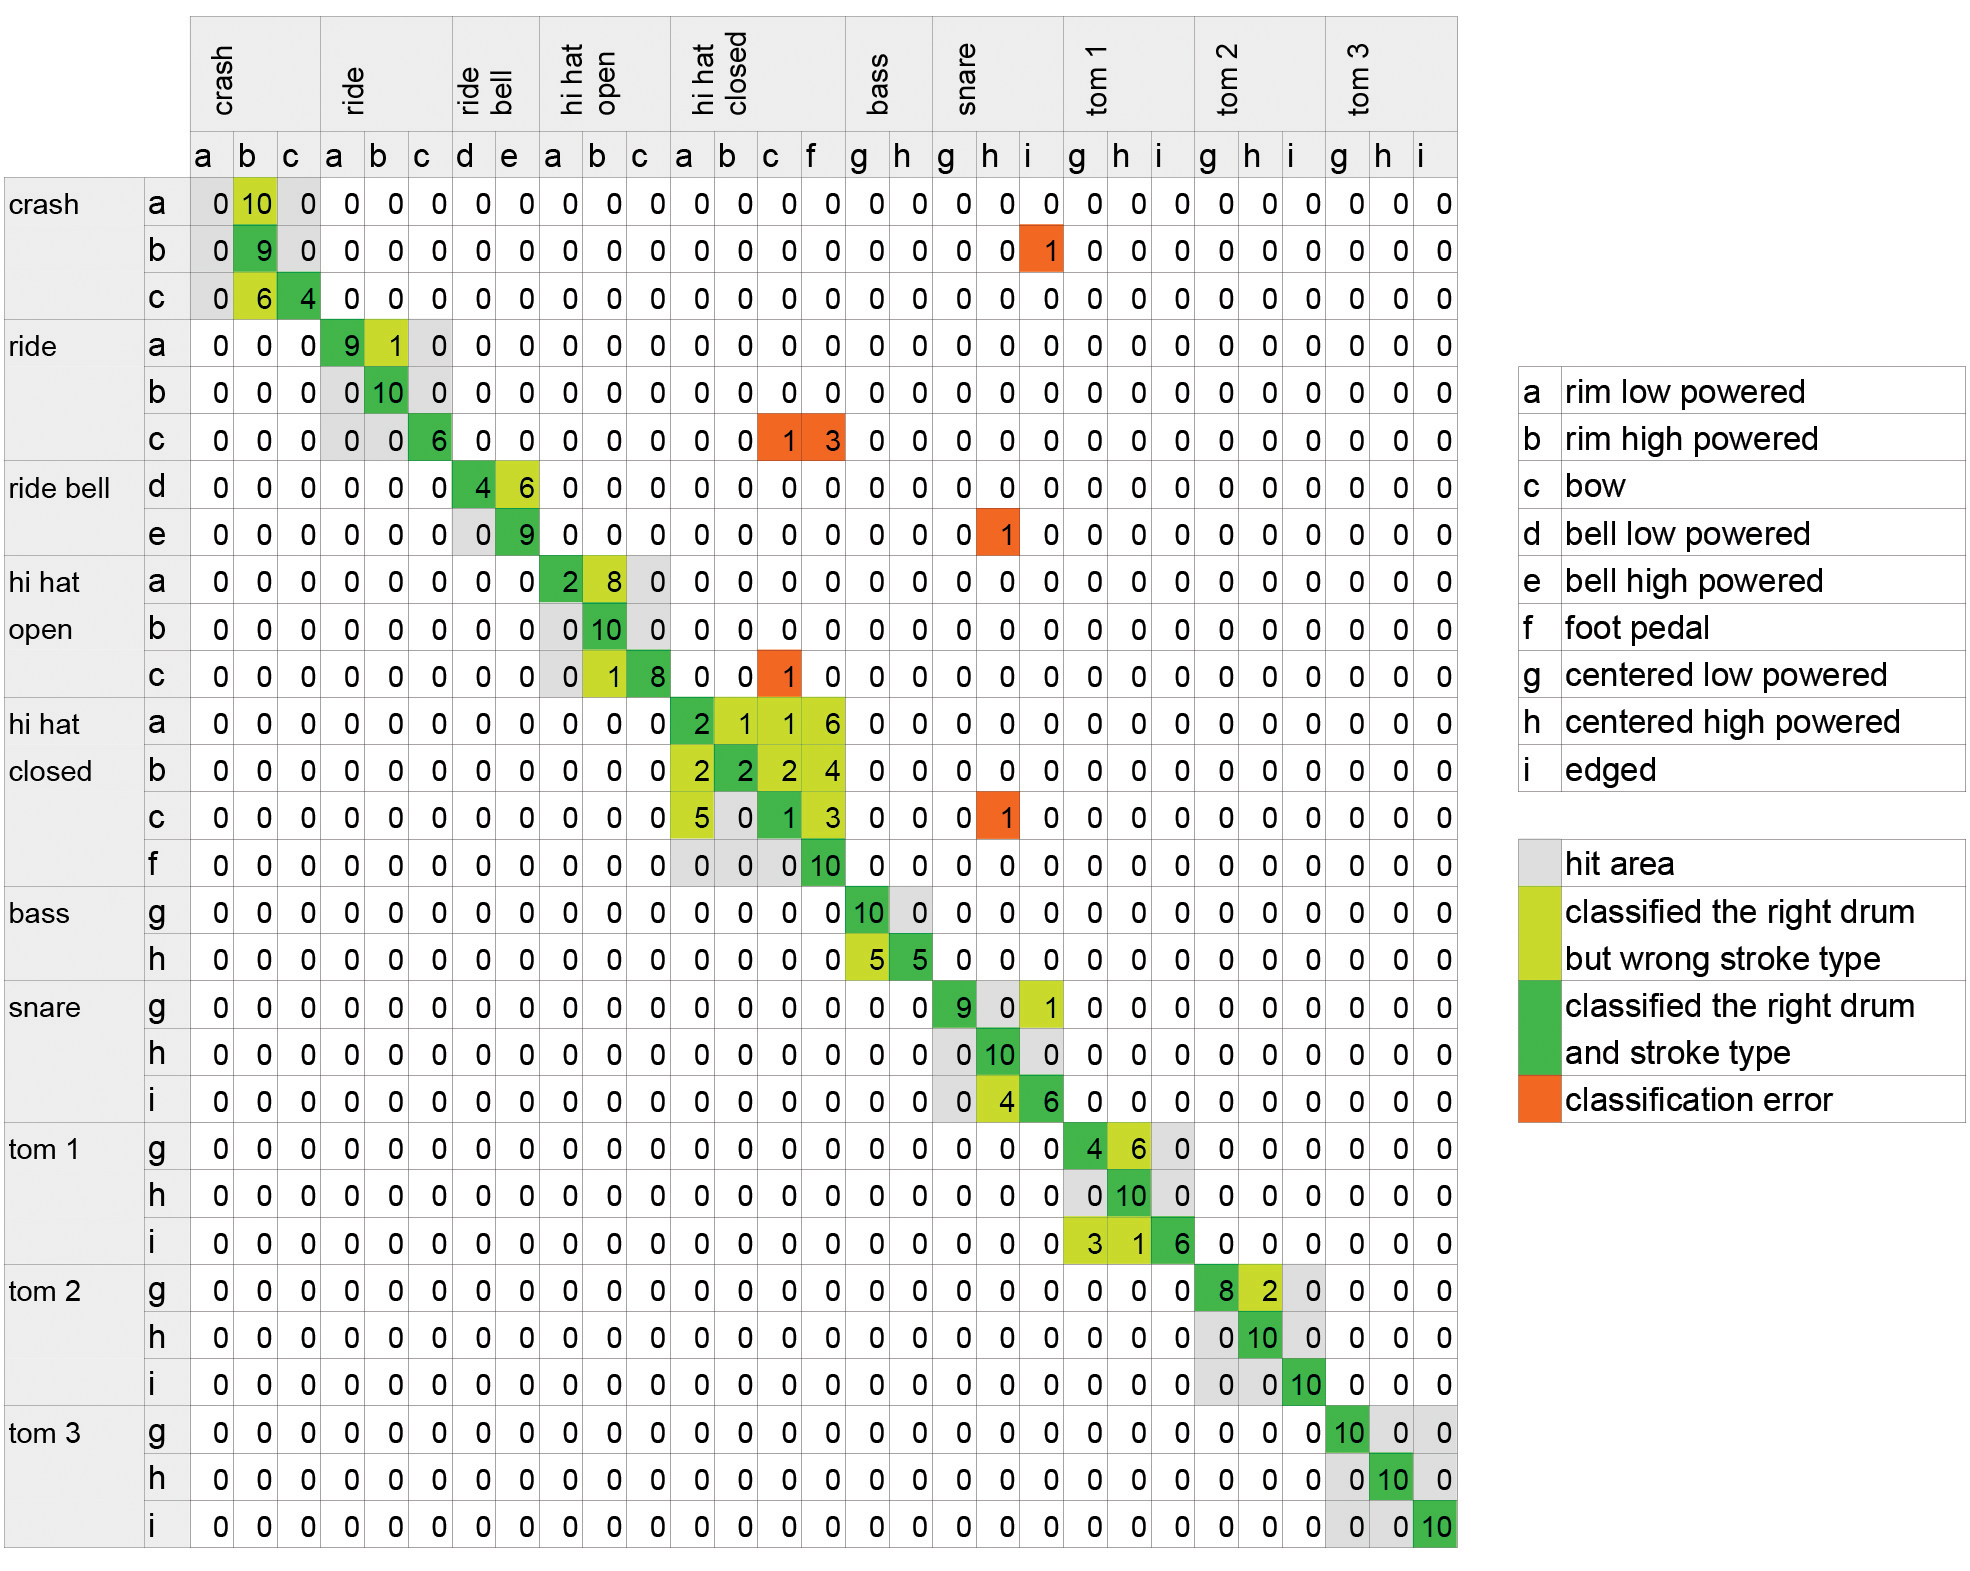 crash ride ride bell hi hat open hi hat closed bass snare tom 1 tom 2 tom 3
a b c a b c d e a b c a b c f g h g h i g h i g h i g h i
crash a 0 10 0 0 0 0 0 0 0 0 0 0 0 0 0 0 0 0 0 0 0 0 0 0 0 0 0 0 0
b 0 9 0 0 0 0 0 0 0 0 0 0 0 0 0 0 0 0 0 1 0 0 0 0 0 0 0 0 0
c 0 6 4 0 0 0 0 0 0 0 0 0 0 0 0 0 0 0 0 0 0 0 0 0 0 0 0 0 0
ride a 0 0 0 9 1 0 0 0 0 0 0 0 0 0 0 0 0 0 0 0 0 0 0 0 0 0 0 0 0
b 0 0 0 0 10 0 0 0 0 0 0 0 0 0 0 0 0 0 0 0 0 0 0 0 0 0 0 0 0
c 0 0 0 0 0 6 0 0 0 0 0 0 0 1 3 0 0 0 0 0 0 0 0 0 0 0 0 0 0
ride bell d 0 0 0 0 0 0 4 6 0 0 0 0 0 0 0 0 0 0 0 0 0 0 0 0 0 0 0 0 0
e 0 0 0 0 0 0 0 9 0 0 0 0 0 0 0 0 0 0 1 0 0 0 0 0 0 0 0 0 0
hi hat a 0 0 0 0 0 0 0 0 2 8 0 0 0 0 0 0 0 0 0 0 0 0 0 0 0 0 0 0 0
open b 0 0 0 0 0 0 0 0 0 10 0 0 0 0 0 0 0 0 0 0 0 0 0 0 0 0 0 0 0
c 0 0 0 0 0 0 0 0 0 1 8 0 0 1 0 0 0 0 0 0 0 0 0 0 0 0 0 0 0
hi hat a 0 0 0 0 0 0 0 0 0 0 0 2 1 1 6 0 0 0 0 0 0 0 0 0 0 0 0 0 0
closed b 0 0 0 0 0 0 0 0 0 0 0 2 2 2 4 0 0 0 0 0 0 0 0 0 0 0 0 0 0
c 0 0 0 0 0 0 0 0 0 0 0 5 0 1 3 0 0 0 1 0 0 0 0 0 0 0 0 0 0
f 0 0 0 0 0 0 0 0 0 0 0 0 0 0 10 0 0 0 0 0 0 0 0 0 0 0 0 0 0
bass g 0 0 0 0 0 0 0 0 0 0 0 0 0 0 0 10 0 0 0 0 0 0 0 0 0 0 0 0 0
h 0 0 0 0 0 0 0 0 0 0 0 0 0 0 0 5 5 0 0 0 0 0 0 0 0 0 0 0 0
snare g 0 0 0 0 0 0 0 0 0 0 0 0 0 0 0 0 0 9 0 1 0 0 0 0 0 0 0 0 0
h 0 0 0 0 0 0 0 0 0 0 0 0 0 0 0 0 0 0 10 0 0 0 0 0 0 0 0 0 0
i 0 0 0 0 0 0 0 0 0 0 0 0 0 0 0 0 0 0 4 6 0 0 0 0 0 0 0 0 0
tom 1 g 0 0 0 0 0 0 0 0 0 0 0 0 0 0 0 0 0 0 0 0 4 6 0 0 0 0 0 0 0
h 0 0 0 0 0 0 0 0 0 0 0 0 0 0 0 0 0 0 0 0 0 10 0 0 0 0 0 0 0
i 0 0 0 0 0 0 0 0 0 0 0 0 0 0 0 0 0 0 0 0 3 1 6 0 0 0 0 0 0
tom 2 g 0 0 0 0 0 0 0 0 0 0 0 0 0 0 0 0 0 0 0 0 0 0 0 8 2 0 0 0 0
h 0 0 0 0 0 0 0 0 0 0 0 0 0 0 0 0 0 0 0 0 0 0 0 0 10 0 0 0 0
i 0 0 0 0 0 0 0 0 0 0 0 0 0 0 0 0 0 0 0 0 0 0 0 0 0 10 0 0 0
tom 3 g 0 0 0 0 0 0 0 0 0 0 0 0 0 0 0 0 0 0 0 0 0 0 0 0 0 0 10 0 0
h 0 0 0 0 0 0 0 0 0 0 0 0 0 0 0 0 0 0 0 0 0 0 0 0 0 0 0 10 0
i 0 0 0 0 0 0 0 0 0 0 0 0 0 0 0 0 0 0 0 0 0 0 0 0 0 0 0 0 10
a rim low powered
b rim high powered
c bow
d bell low powered
e bell high powered
f foot pedal
g centered low powered
h centered high powered
i edged
hit area
classified the right drum
but wrong stroke type
classified the right drum
and stroke type
classification error